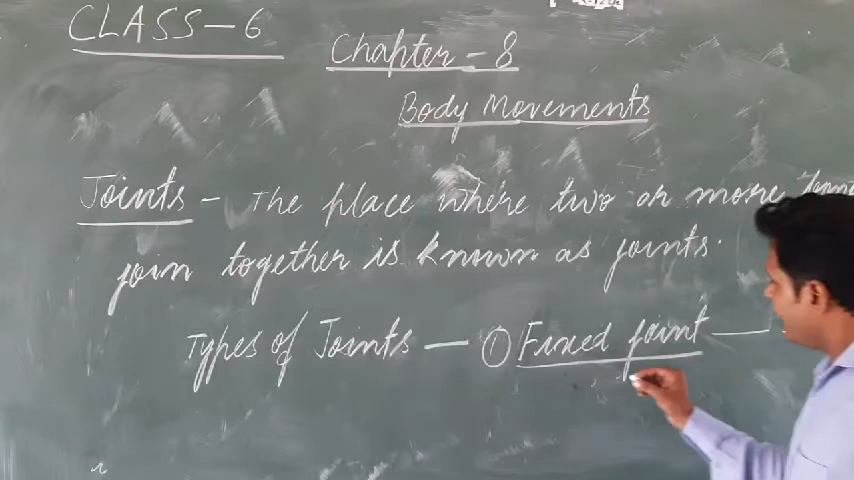 CLASS - 6
Chapter - 8
Body Movements
Joints - The place where two or more
join together is known as joints.
Types of Joints - ① Fixed joint -